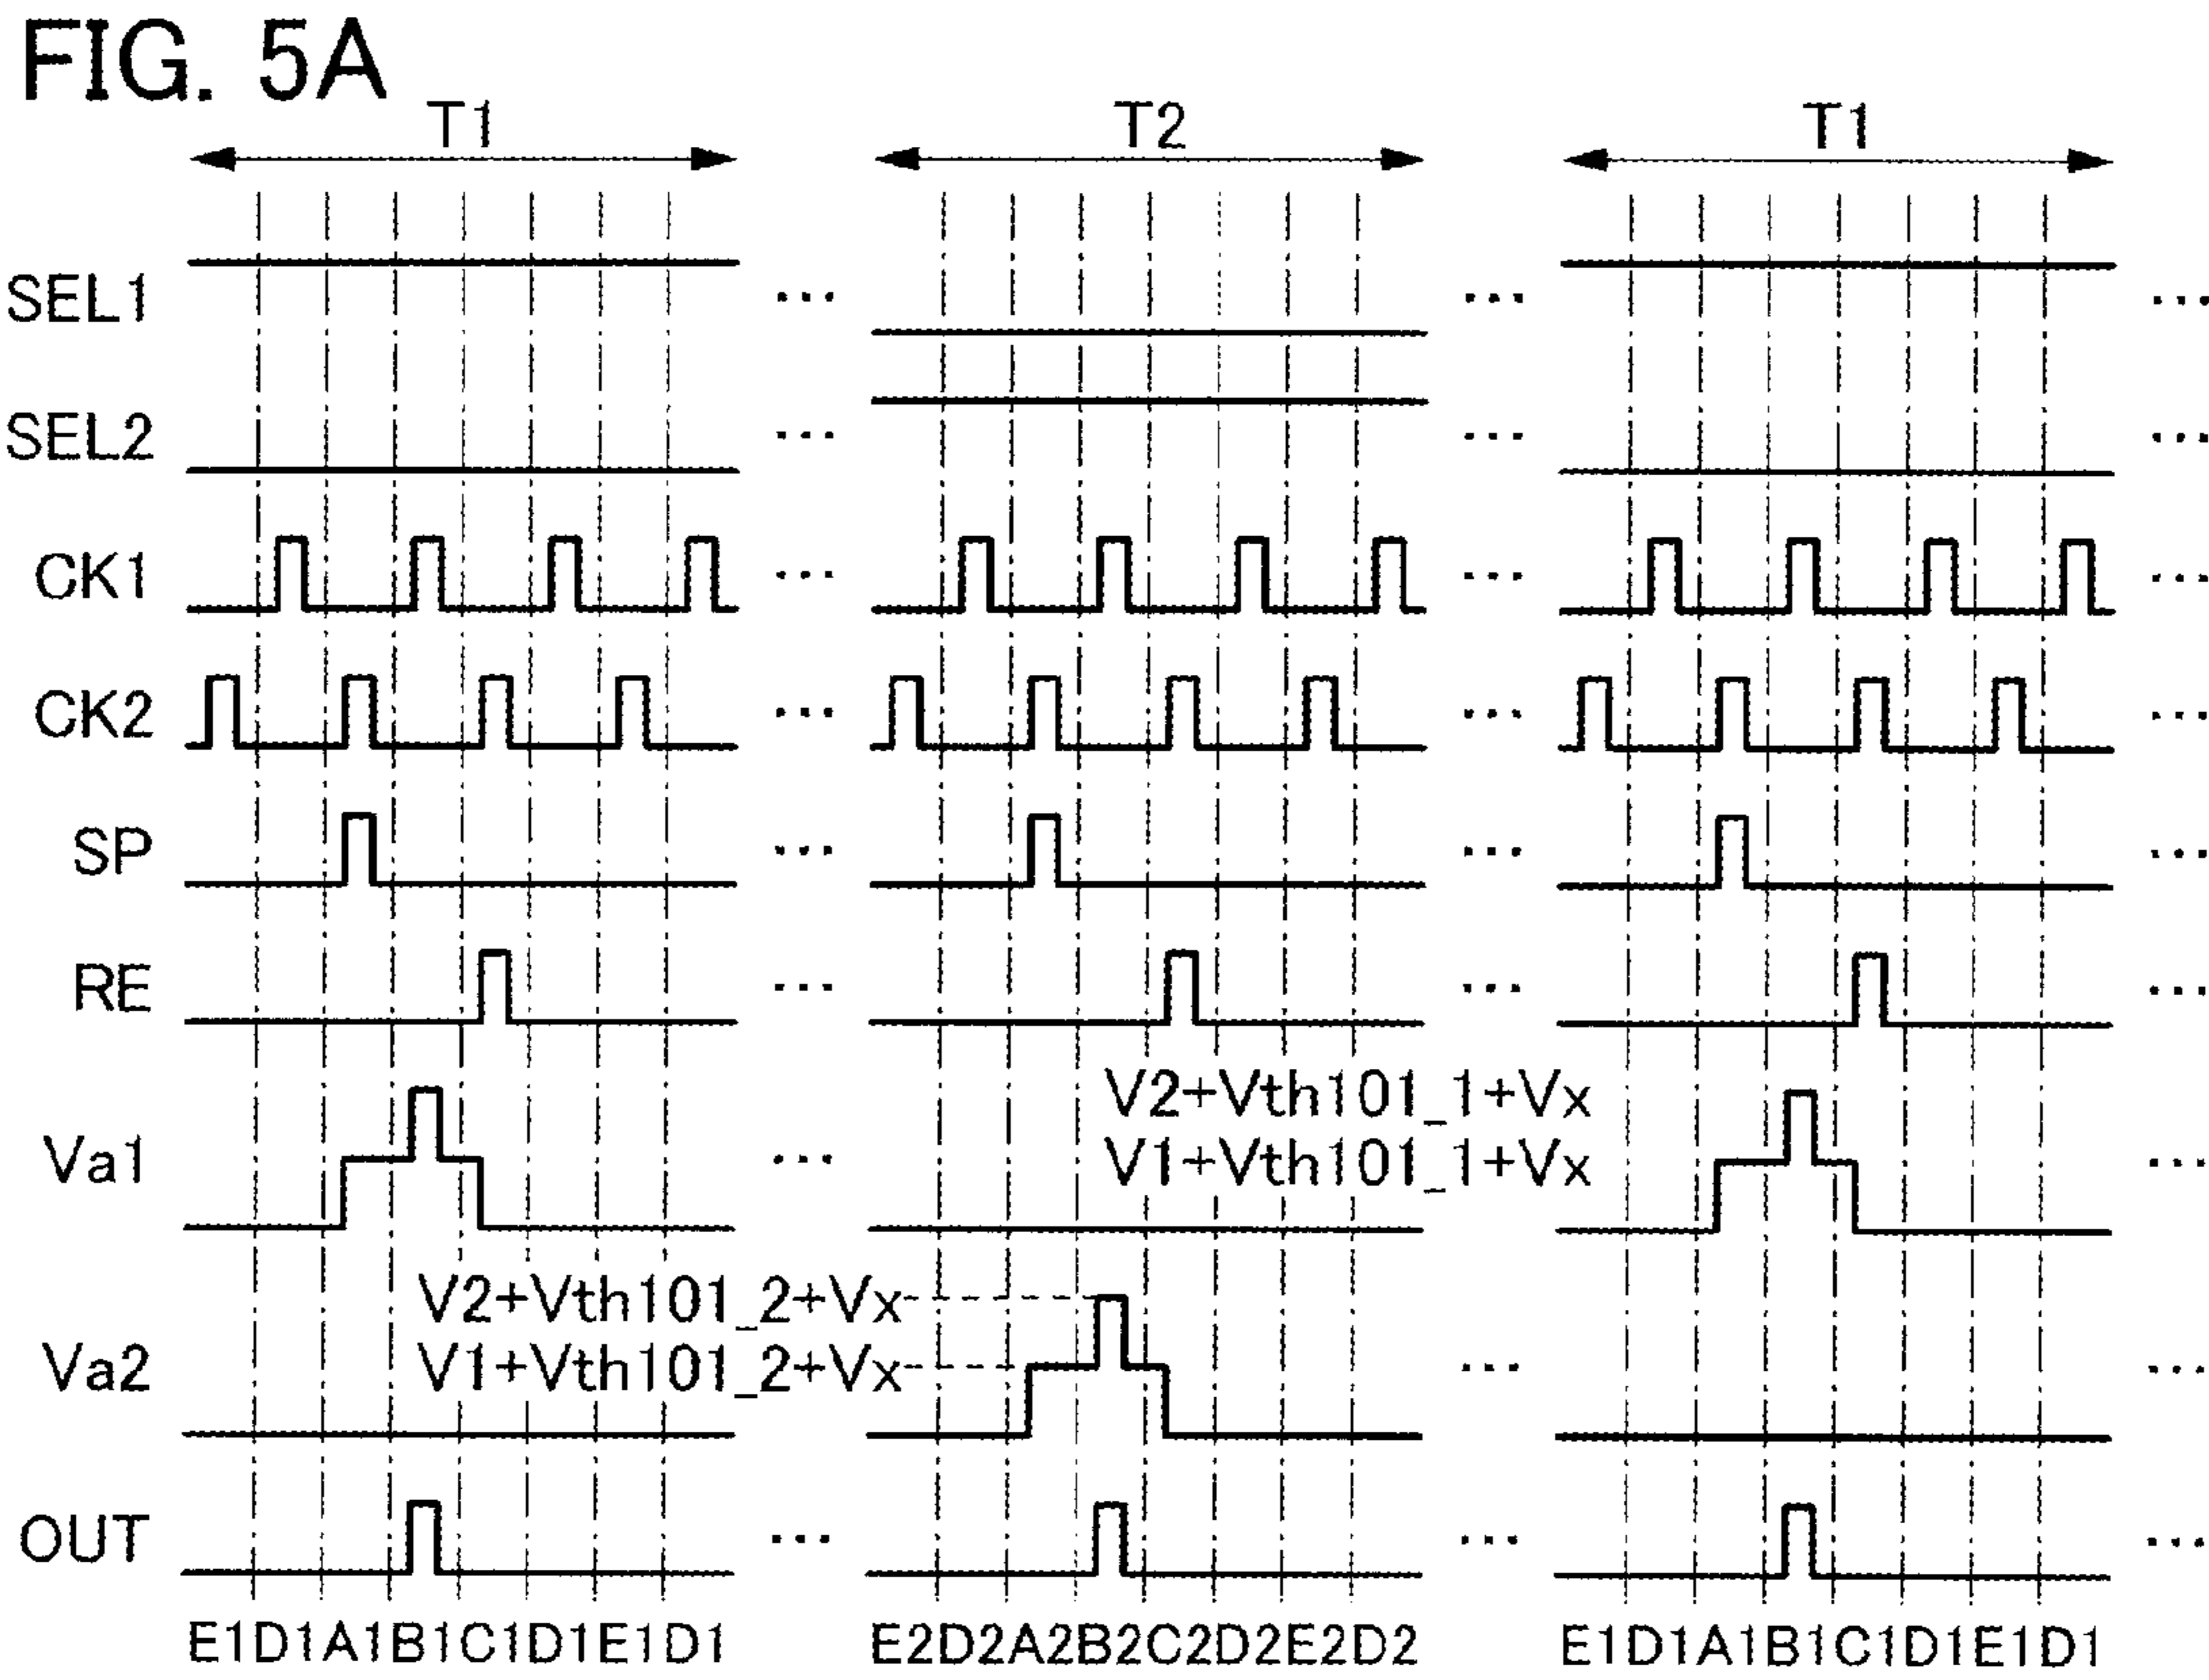 FIG. 5A
T1 T2 T1
SEL1 ... ... ...
SEL2 ... ... ...
CK1 ... ... ...
CK2 ... ... ...
SP ... ... ...
RE ... ... ...
V2+Vth101_1+Vx
Va1 ... V1+Vth101_1+Vx ...
V2+Vth101_2+Vx
Va2 V1+Vth101_2+Vx ... ...
OUT ... ... ...
E1D1A1B1C1D1E1D1 E2D2A2B2C2D2E2D2 E1D1A1B1C1D1E1D1